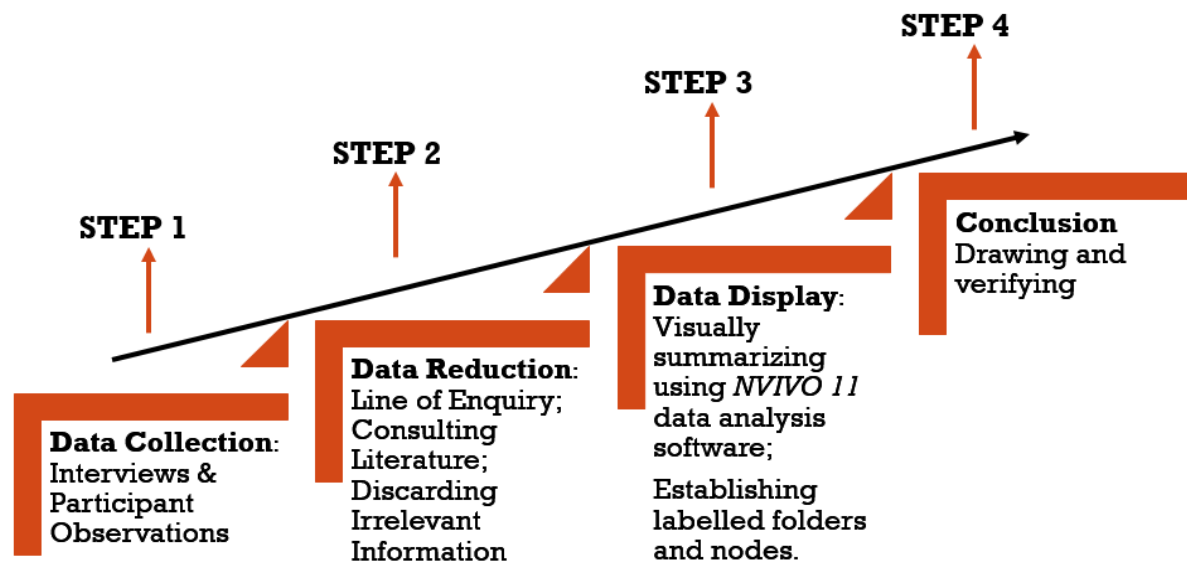 STEP 1
Data Collection:
Interviews &
Participant
Observations
STEP 2
Data Reduction:
Line of Enquiry;
Consulting
Literature;
Discarding
Irrelevant
Information
STEP 3
Data Display:
Visually
summarizing
using NVIVO 11
data analysis
software;
Establishing
labelled folders
and nodes.
STEP 4
Conclusion
Drawing and
verifying